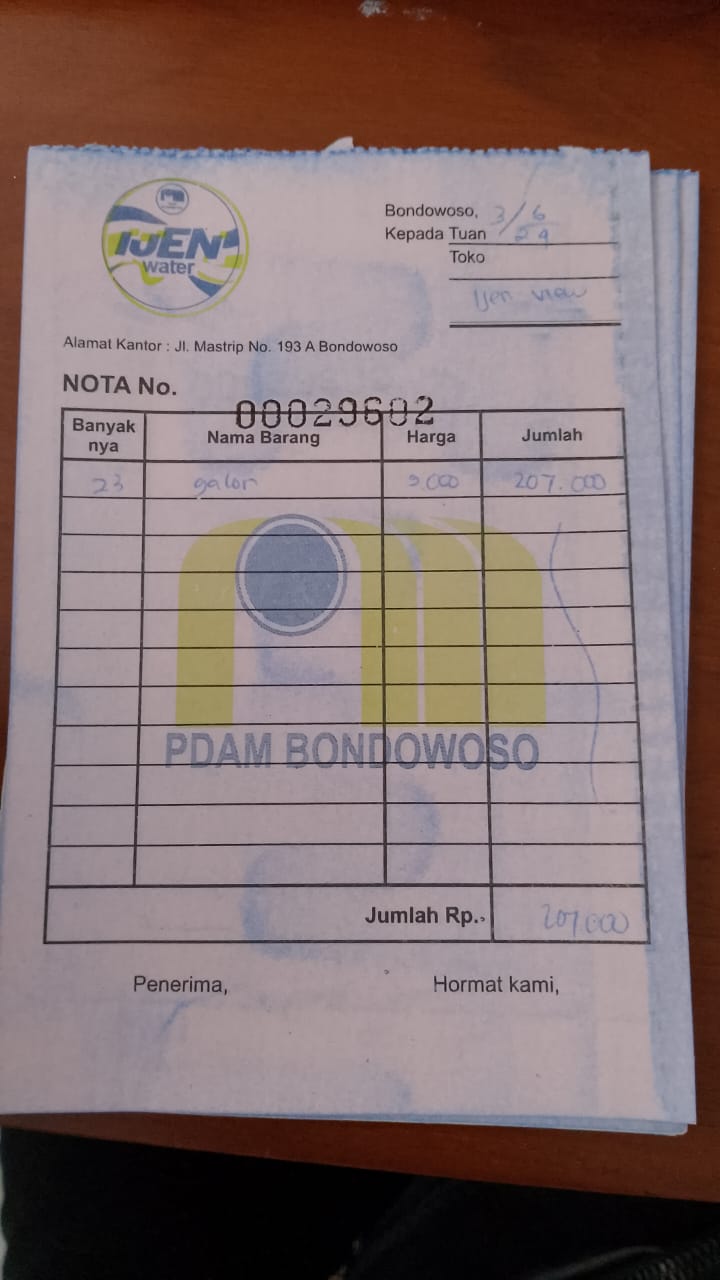 IJEN
water
Bondowoso, 3/6
Kepada Tuan 24
Toko
Ijen view
Alamat Kantor : Jl. Mastrip No. 193 A Bondowoso
NOTA No.
00029602
Banyak nya Nama Barang Harga Jumlah
23 galon 9.000 207.000
PDAM BONDOWOSO
Jumlah Rp. 207.000
Penerima, Hormat kami,